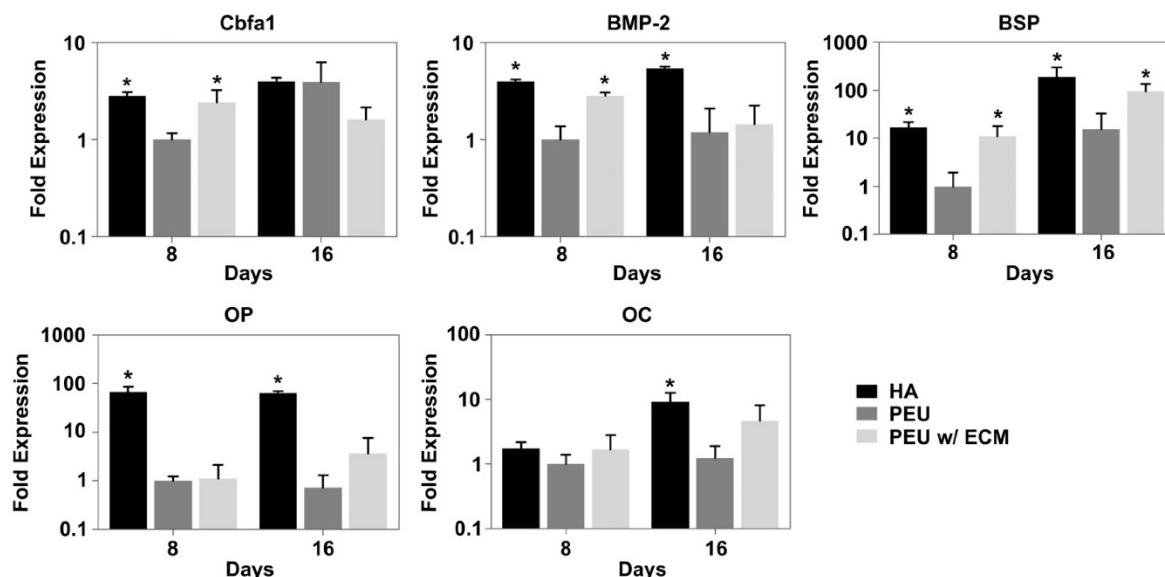 Cbfa1
Fold Expression
10
1
0.1
* *
8 16
Days
BMP-2
Fold Expression
10
1
0.1
* * *
8 16
Days
BSP
Fold Expression
1000
100
10
1
0.1
* * * *
8 16
Days
OP
Fold Expression
1000
100
10
1
0.1
* *
8 16
Days
OC
Fold Expression
100
10
1
0.1
*
8 16
Days
HA
PEU
PEU w/ ECM